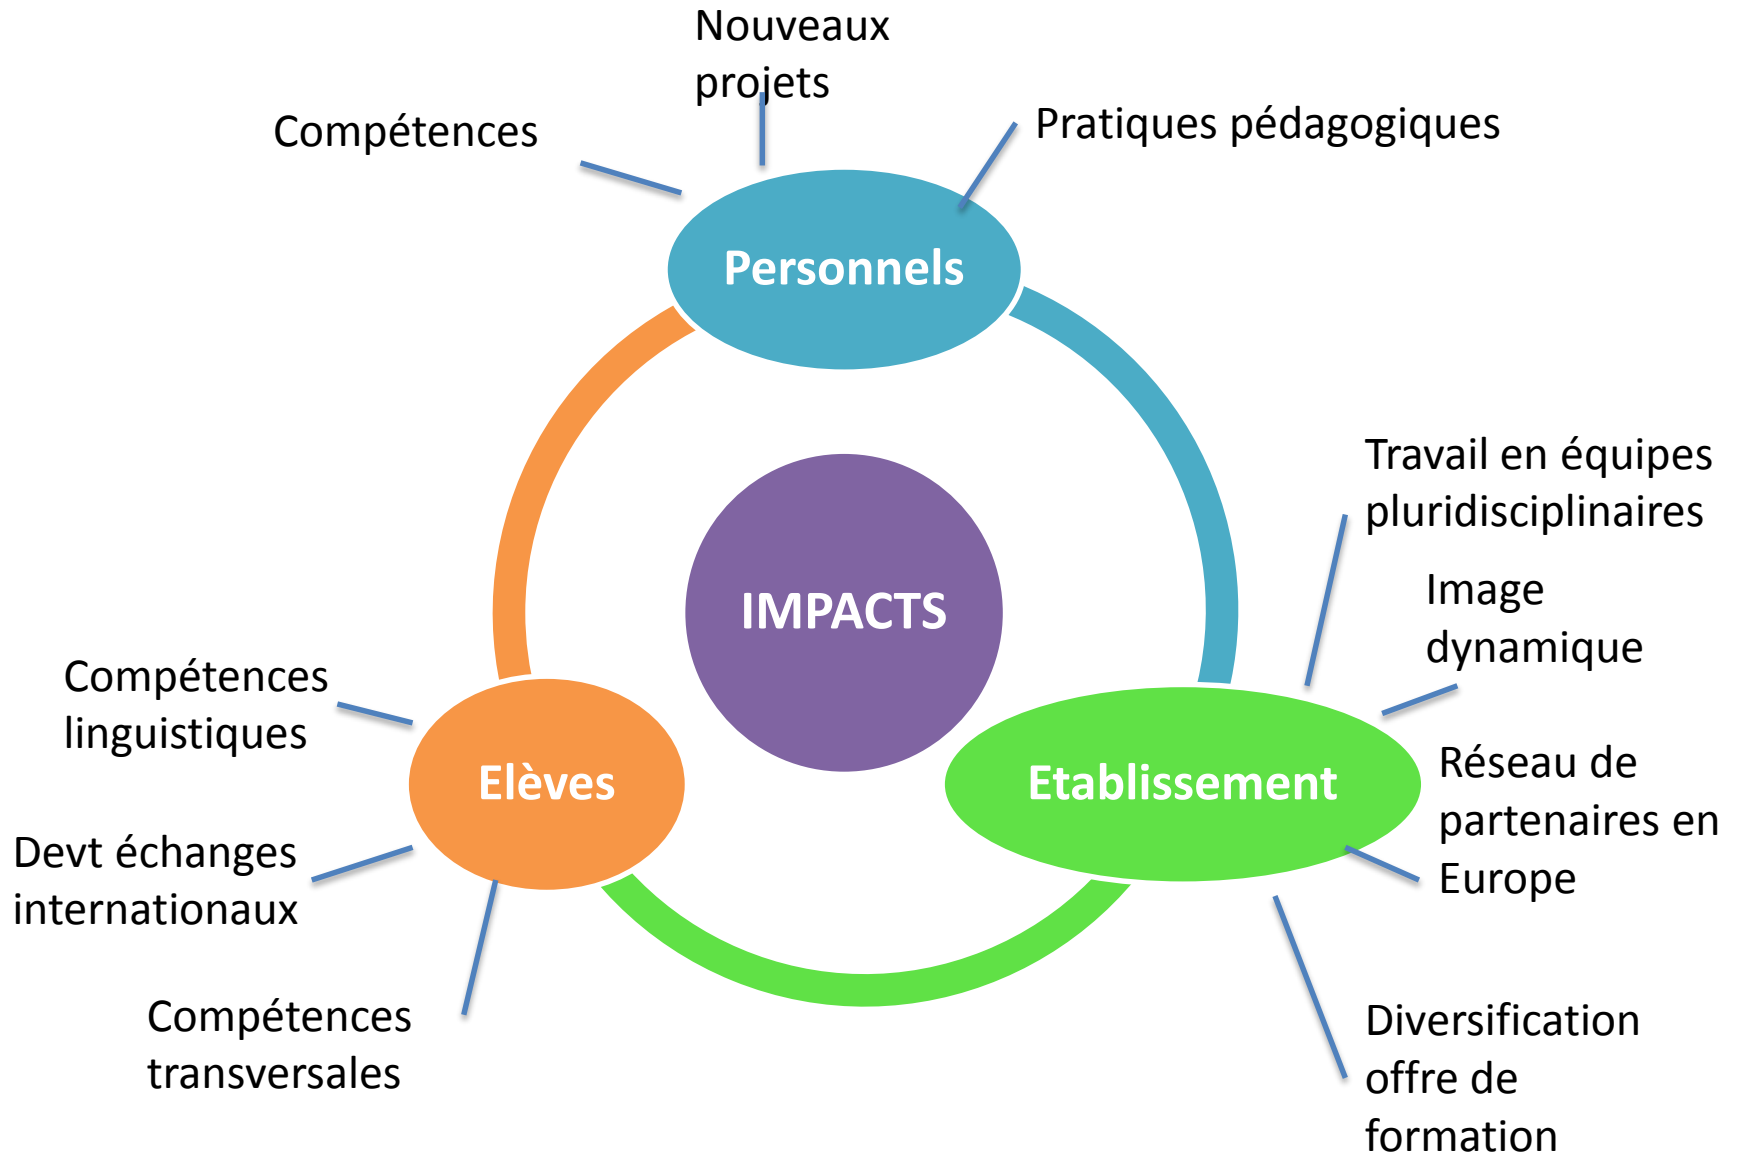 Nouveaux
projets
Compétences
Pratiques pédagogiques
Personnels
Travail en équipes
pluridisciplinaires
Image
dynamique
IMPACTS
Compétences
linguistiques
Elèves
Etablissement
Réseau de
partenaires en
Europe
Devt échanges
internationaux
Compétences
transversales
Diversification
offre de
formation